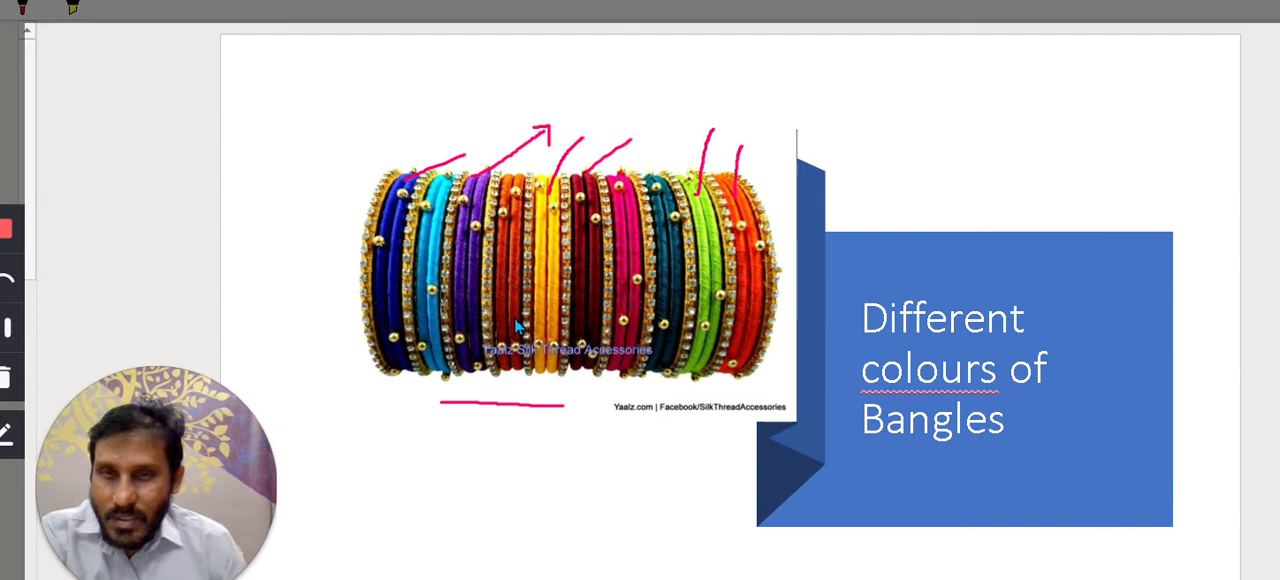 Yaalz Silk Thread Accessories
Yaalz.com | Facebook/SilkThreadAccessories
Different
colours of
Bangles